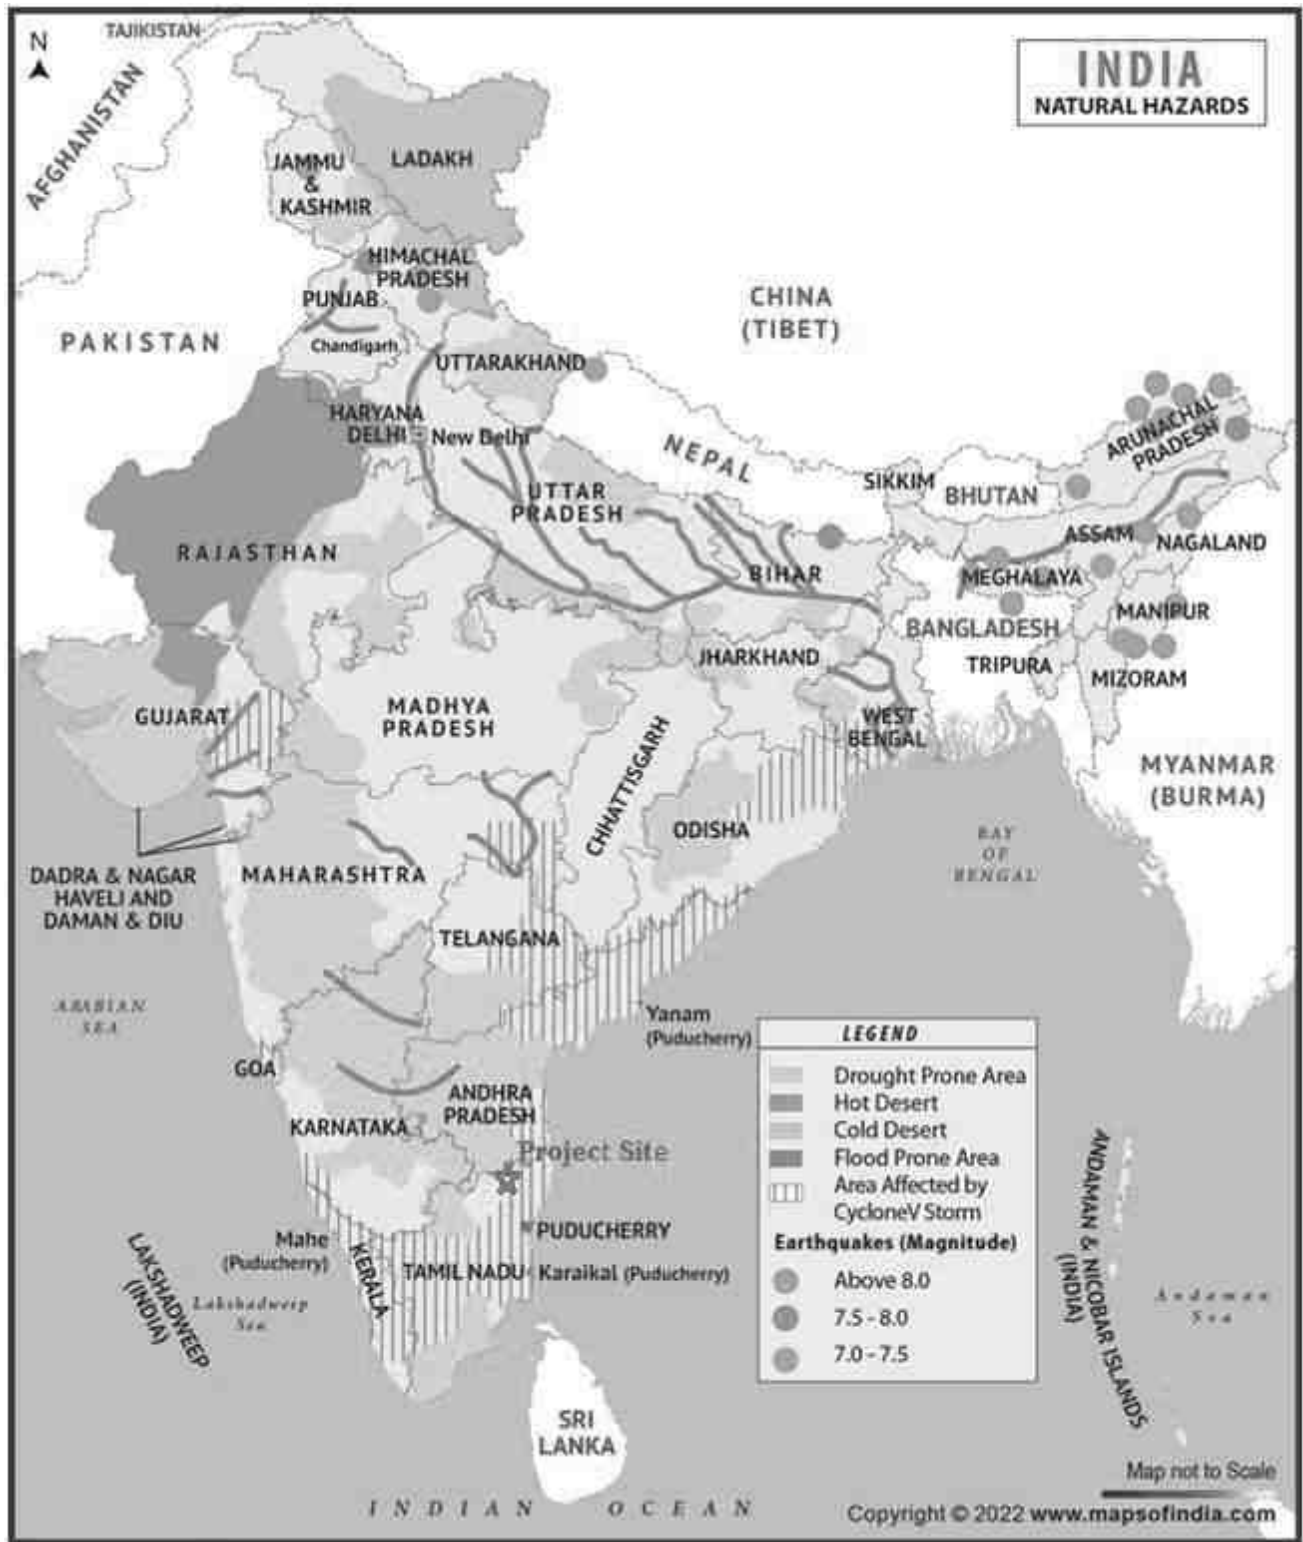 TAJIKISTAN
N
AFGHANISTAN
INDIA
NATURAL HAZARDS
JAMMU
&
KASHMIR
LADAKH
HIMACHAL
PRADESH
PUNJAB
Chandigarh
PAKISTAN
CHINA
(TIBET)
UTTARAKHAND
HARYANA
DELHI
New Delhi
NEPAL
SIKKIM
BHUTAN
ARUNACHAL
PRADESH
UTTAR
PRADESH
RAJASTHAN
BIHAR
ASSAM
NAGALAND
MEGHALAYA
MANIPUR
BANGLADESH
TRIPURA
MIZORAM
JHARKHAND
GUJARAT
MADHYA
PRADESH
WEST
BENGAL
CHHATTISGARH
MYANMAR
(BURMA)
ODISHA
BAY
OF
BENGAL
DADRA & NAGAR
HAVELI AND
DAMAN & DIU
MAHARASHTRA
TELANGANA
ARABIAN
SEA
Yanam
(Puducherry)
GOA
ANDHRA
PRADESH
KARNATAKA
Project Site
LEGEND
Drought Prone Area
Hot Desert
Cold Desert
Flood Prone Area
Area Affected by
CycloneV Storm
Earthquakes (Magnitude)
Above 8.0
7.5 - 8.0
7.0 - 7.5
PUDUCHERRY
Mahe
(Puducherry)
KERALA
TAMIL NADU
Karaikal (Puducherry)
LAKSHADWEEP
(INDIA)
Lakshadweep
Sea
ANDAMAN & NICOBAR ISLANDS
(INDIA)
Andaman
Sea
SRI
LANKA
INDIAN OCEAN
Map not to Scale
Copyright © 2022 www.mapsofindia.com